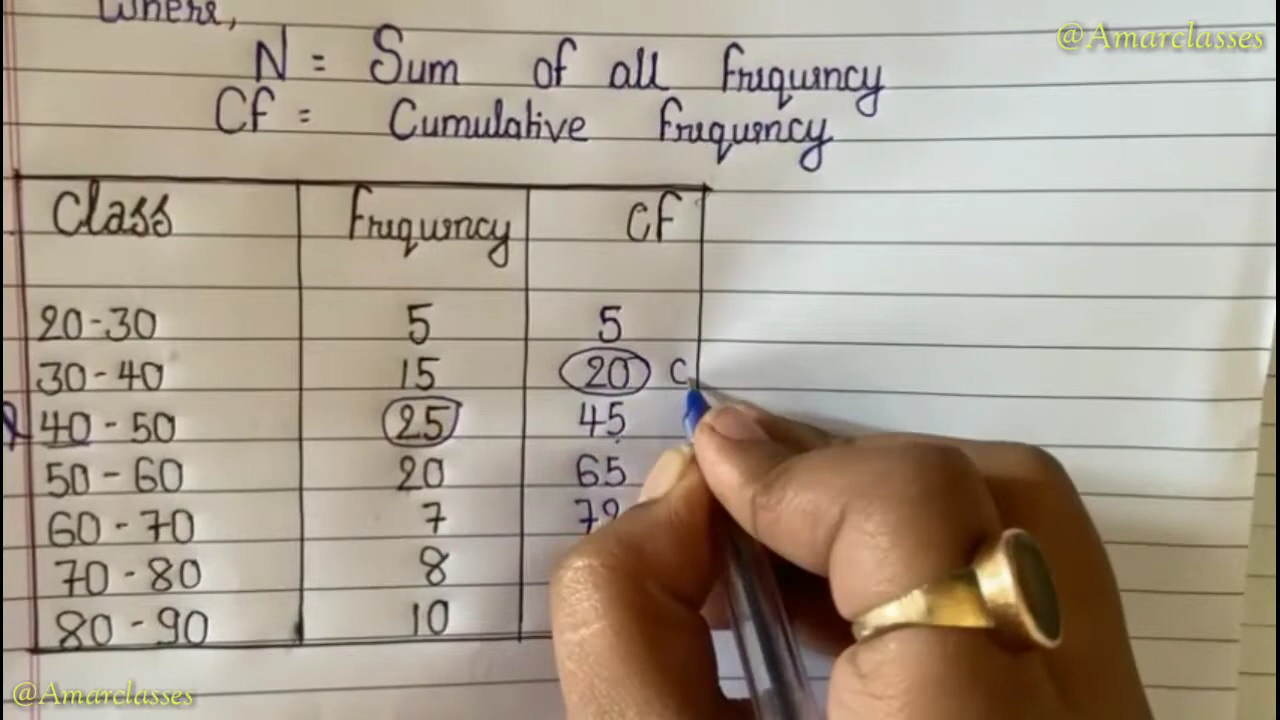 Where,
@Amarclasses
N = Sum of all frequency
Cf = Cumulative frequency
Class Frequency CF
20-30 5 5
30-40 15 20 C
40-50 25 45
50-60 20 65
60-70 7 72
70-80 8
80-90 10
@Amarclasses